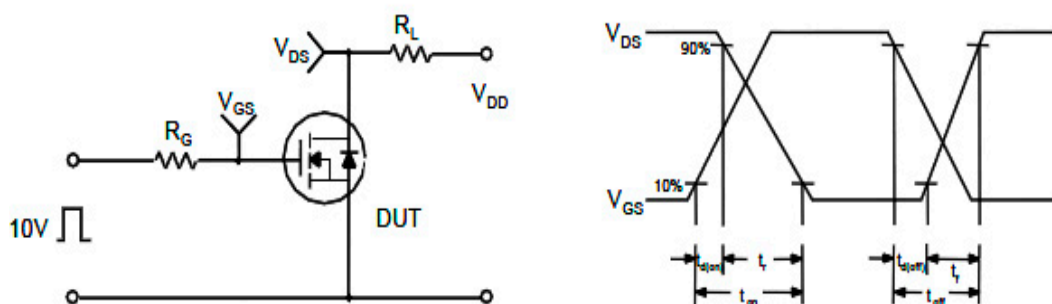 R_L
V_DS
V_DD
V_GS
R_G
10V
DUT
V_DS
90%
10%
V_GS
t_d(on)
t_r
t_d(off)
t_f
t_on
t_off